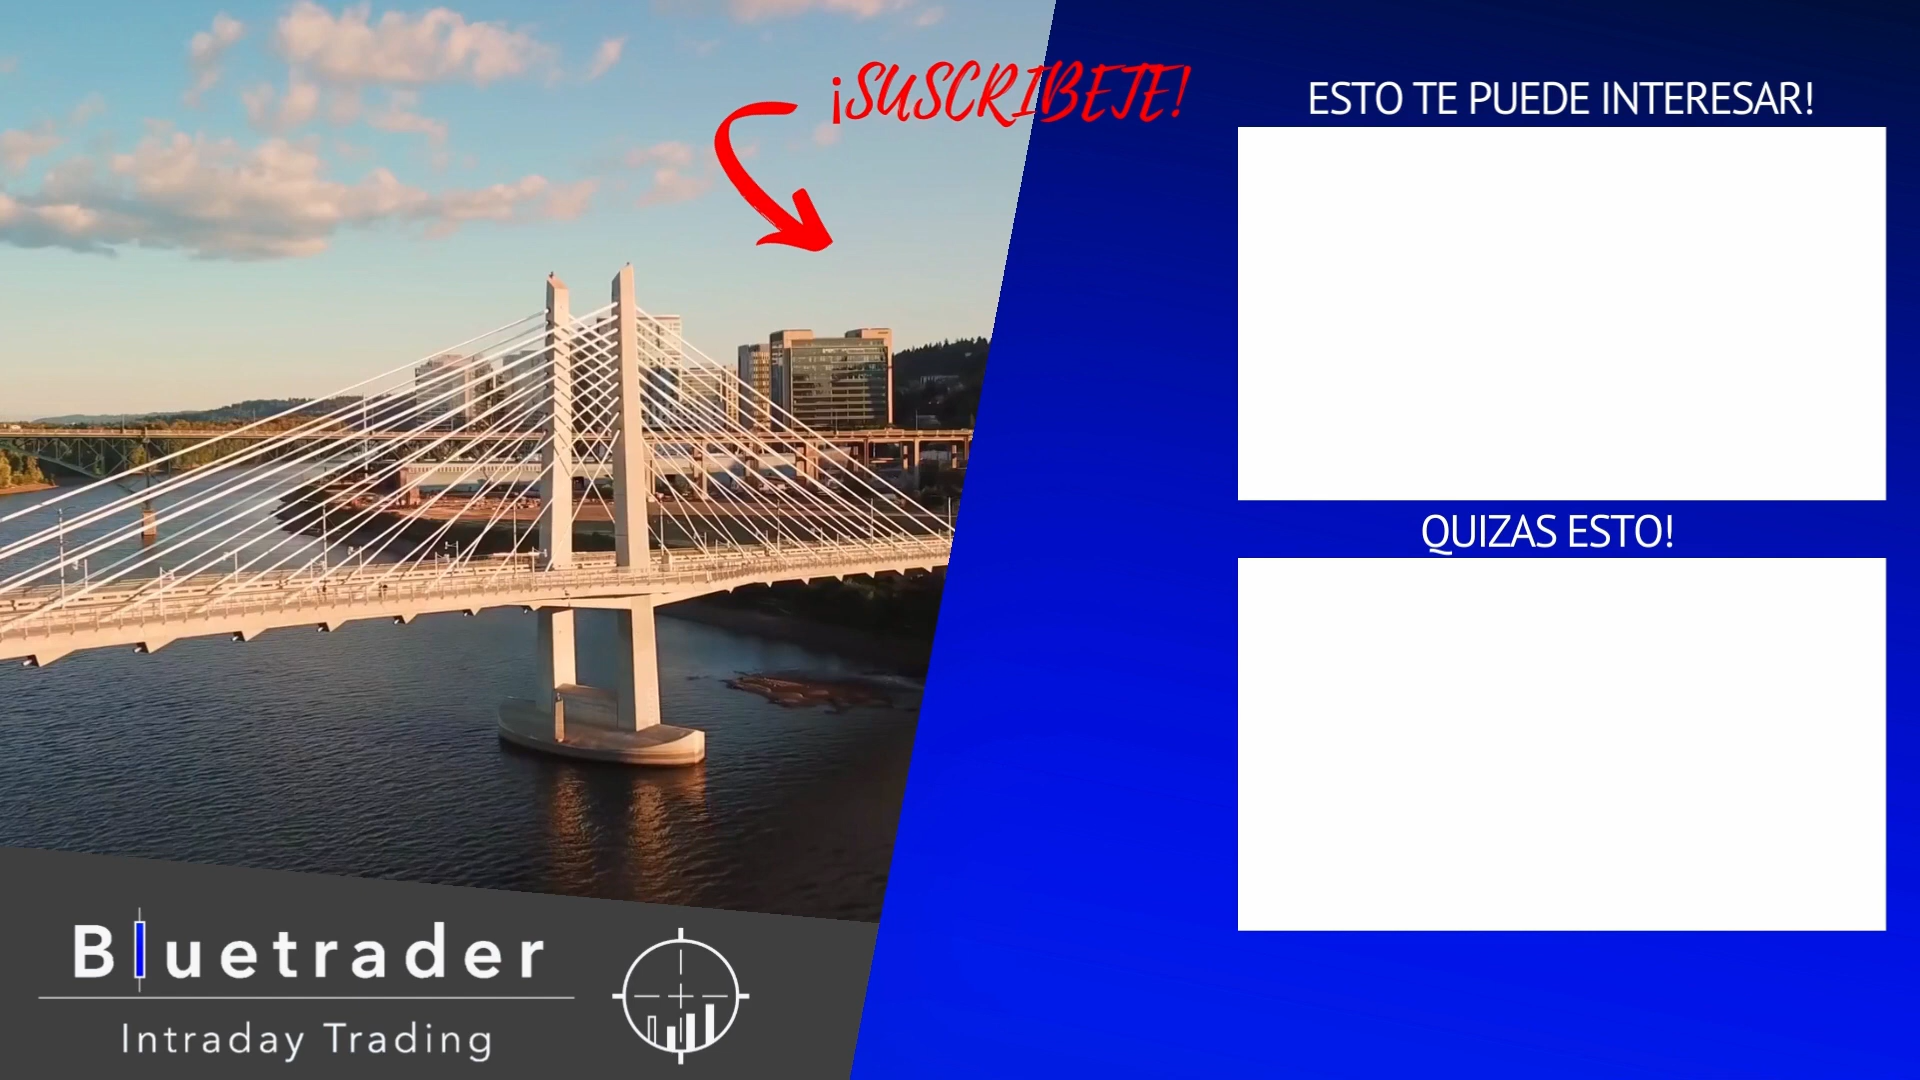 ¡SUSCRIBETE!
ESTO TE PUEDE INTERESAR!
QUIZAS ESTO!
Bluetrader
Intraday Trading